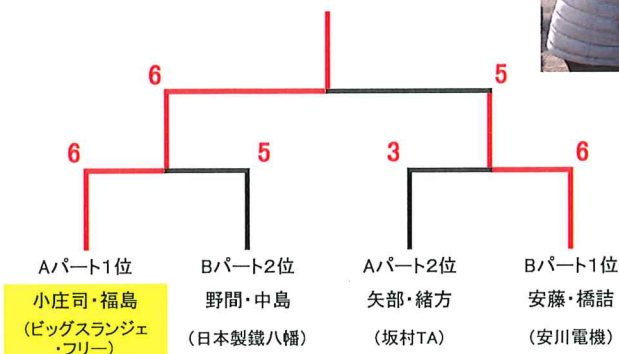 6 5
6 5 3 6
Aパート1位 Bパート2位 Aパート2位 Bパート1位
小庄司・福島 野間・中島 矢部・緒方 安藤・橋詰
(ビッグスランジェ
・フリー) (日本製鐵八幡) (坂村TA) (安川電機)